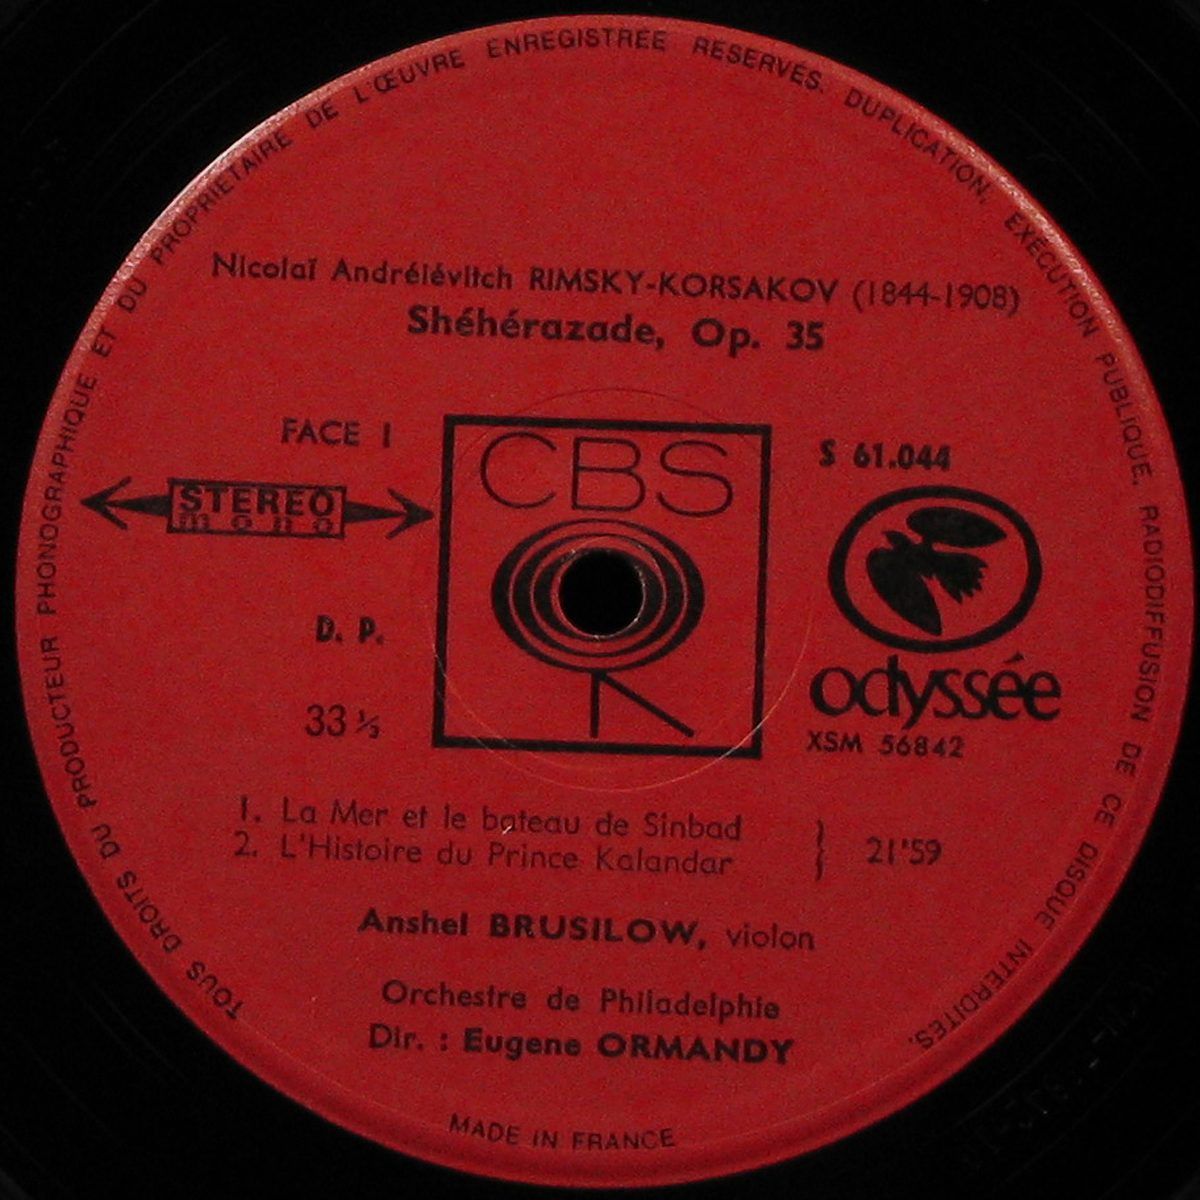 TOUS DROITS DU PRODUCTEUR PHONOGRAPHIQUE ET DU PROPRIETAIRE DE L'ŒUVRE ENREGISTRÉE RESERVÉS. DUPLICATION, EXECUTION PUBLIQUE, RADIODIFFUSION DE CE DISQUE INTERDITES.
Nicolaï Andréiévitch RIMSKY-KORSAKOV (1844-1908)
Shéhérazade, Op. 35
FACE 1
STEREO
mono
D. P.
33 ⅓
CBS
S 61.044
odyssée
XSM 56842
1. La Mer et le bateau de Sinbad
2. L'Histoire du Prince Kalandar
21'59
Anshel BRUSILOW, violon
Orchestre de Philadelphie
Dir. : Eugene ORMANDY
MADE IN FRANCE